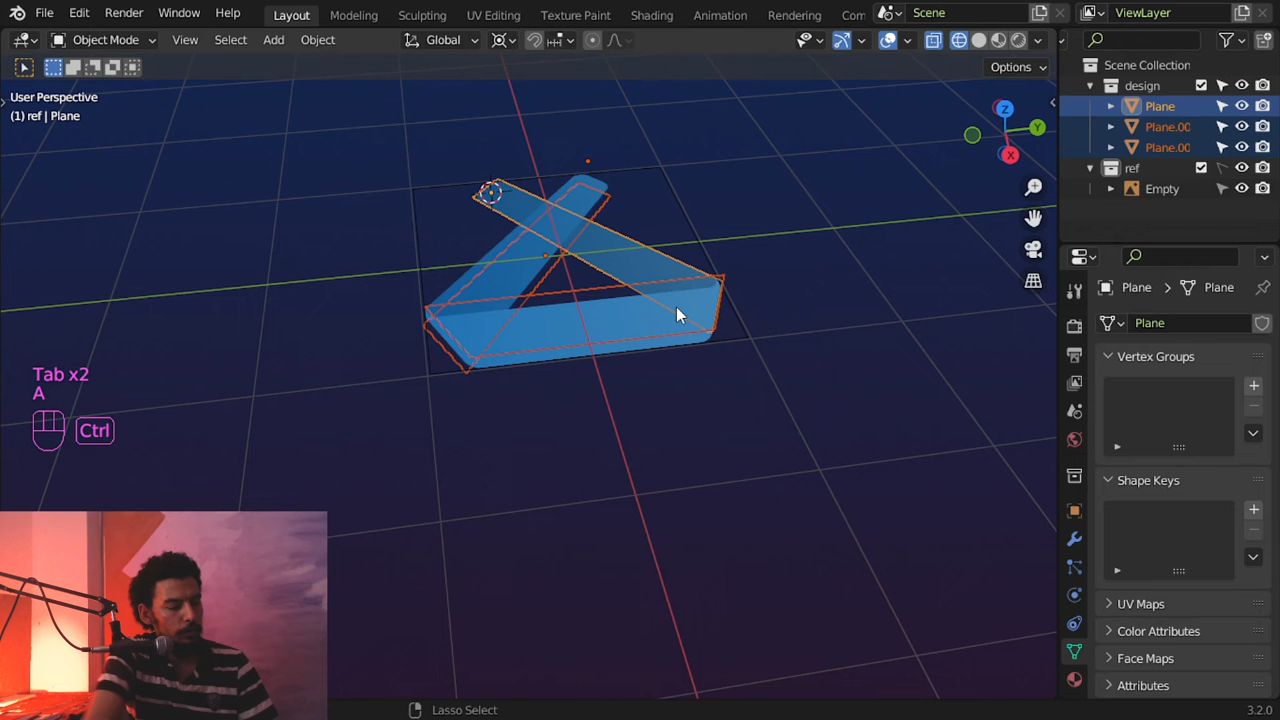 File Edit Render Window Help Layout Modeling Sculpting UV Editing Texture Paint Shading Animation Rendering Com Scene ViewLayer
Object Mode View Select Add Object Global
Options
User Perspective
(1) ref | Plane
Z
Y
X
Scene Collection
design
Plane
Plane.00
Plane.00
ref
Empty
Plane > Plane
Plane
Vertex Groups
Shape Keys
UV Maps
Color Attributes
Face Maps
Attributes
Tab x2
A
Ctrl
Lasso Select
3.2.0